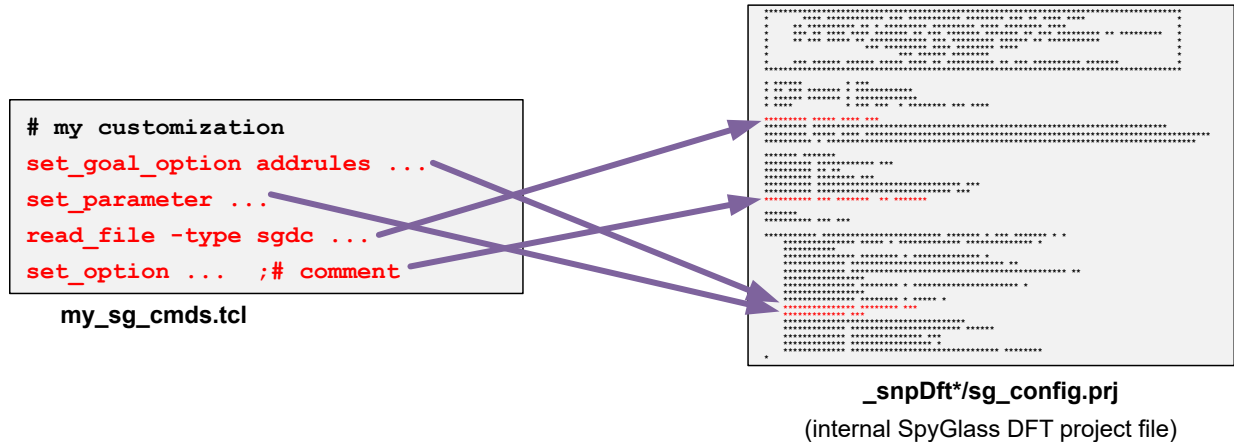 # my customization
set_goal_option addrules ...
set_parameter ...
read_file -type sgdc ...
set_option ... ;# comment
my_sg_cmds.tcl
_snpDft*/sg_config.prj
(internal SpyGlass DFT project file)